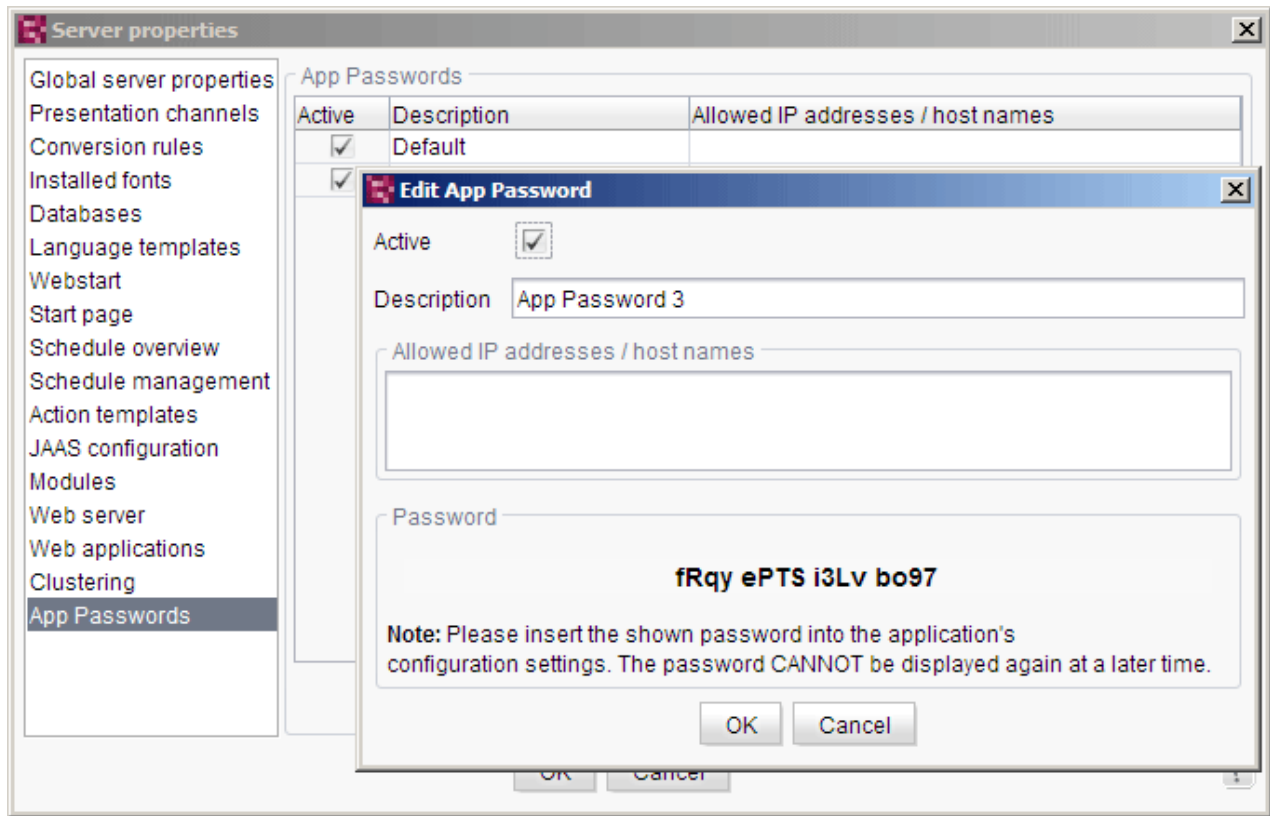 Server properties
Global server properties
Presentation channels
Conversion rules
Installed fonts
Databases
Language templates
Webstart
Start page
Schedule overview
Schedule management
Action templates
JAAS configuration
Modules
Web server
Web applications
Clustering
App Passwords
App Passwords
Active Description Allowed IP addresses / host names
Default
Edit App Password
Active
Description App Password 3
Allowed IP addresses / host names
Password
fRqy ePTS i3Lv bo97
Note: Please insert the shown password into the application's
configuration settings. The password CANNOT be displayed again at a later time.
OK Cancel
OK Cancel